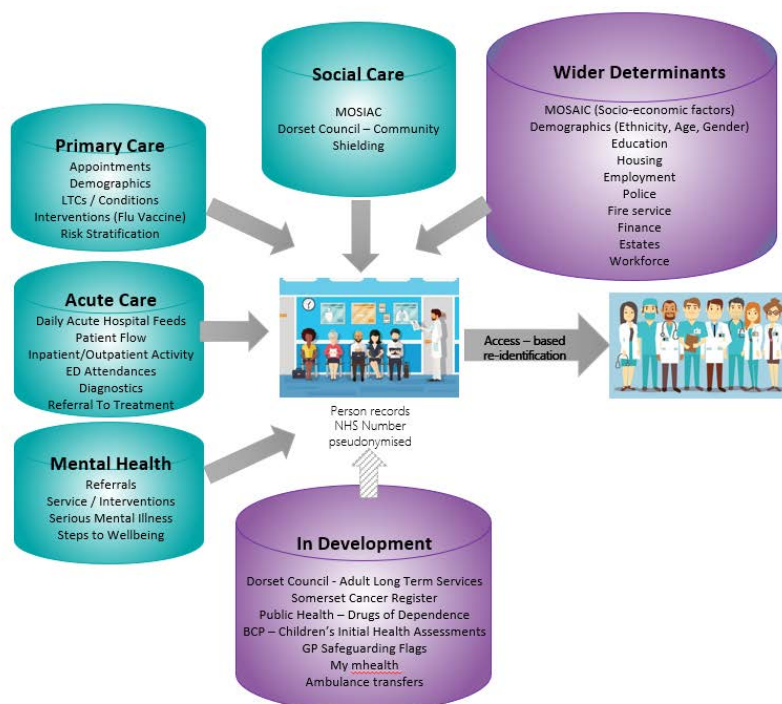 Social Care
MOSIAC
Dorset Council – Community
Shielding
Wider Determinants
MOSAIC (Socio-economic factors)
Demographics (Ethnicity, Age, Gender)
Education
Housing
Employment
Police
Fire service
Finance
Estates
Workforce
Primary Care
Appointments
Demographics
LTCs / Conditions
Interventions (Flu Vaccine)
Risk Stratification
Acute Care
Daily Acute Hospital Feeds
Patient Flow
Inpatient/Outpatient Activity
ED Attendances
Diagnostics
Referral To Treatment
Access – based
re-identification
Person records
NHS Number
pseudonymised
Mental Health
Referrals
Service / Interventions
Serious Mental Illness
Steps to Wellbeing
In Development
Dorset Council - Adult Long Term Services
Somerset Cancer Register
Public Health – Drugs of Dependence
BCP – Children's Initial Health Assessments
GP Safeguarding Flags
My mhealth
Ambulance transfers